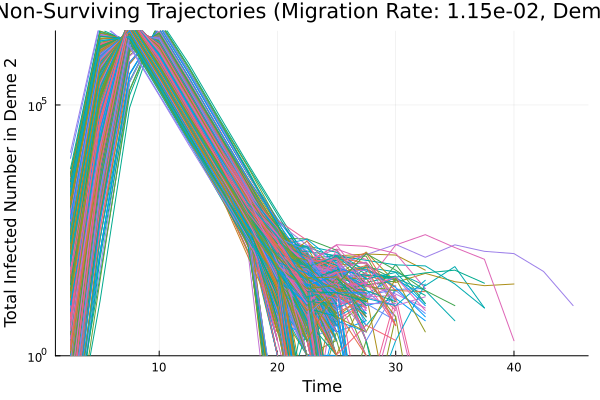 Non-Surviving Trajectories (Migration Rate: 1.15e-02, Dem
Total Infected Number in Deme 2
10^5
10^0
10 20 30 40
Time